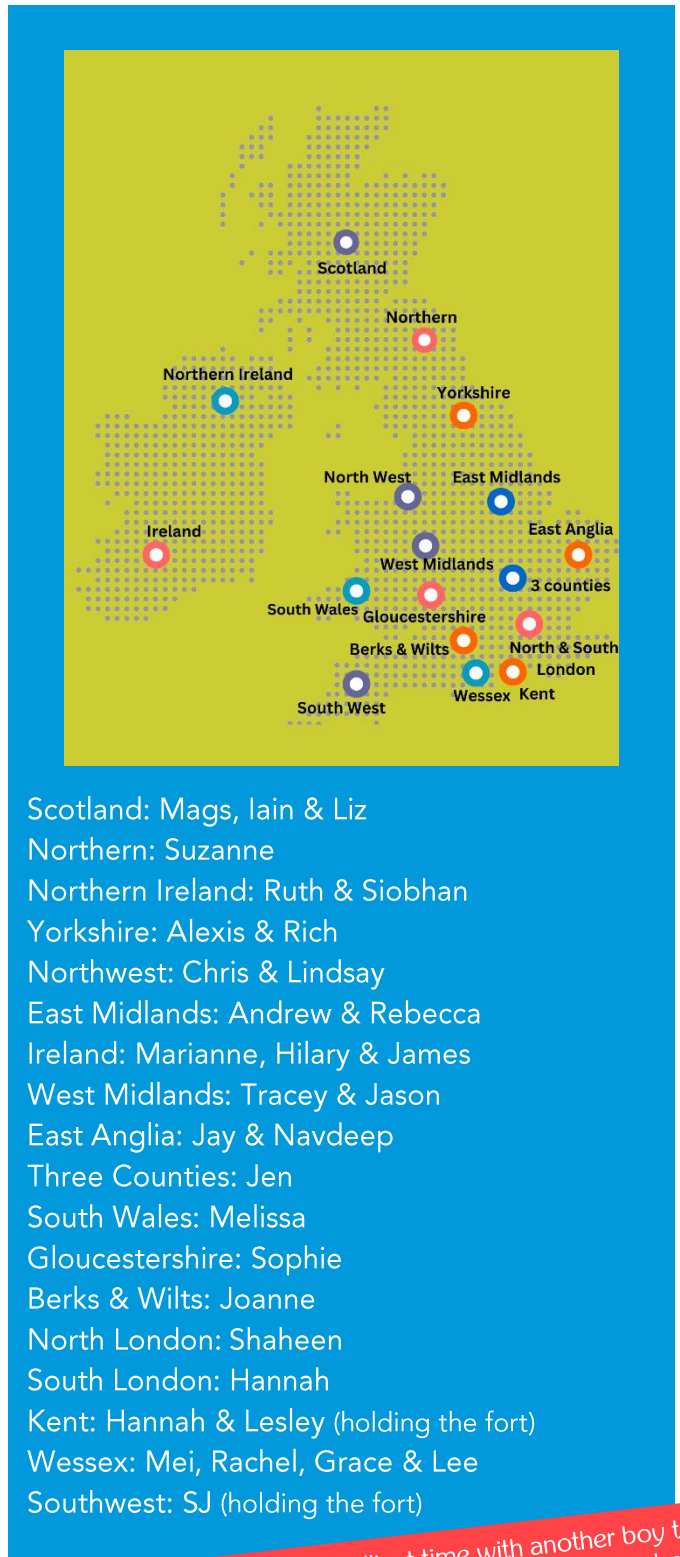 Scotland
Northern
Northern Ireland
Yorkshire
North West
East Midlands
East Anglia
Ireland
West Midlands
3 counties
South Wales
Gloucestershire
North & South
London
Berks & Wilts
Wessex
Kent
South West
Scotland: Mags, Iain & Liz
Northern: Suzanne
Northern Ireland: Ruth & Siobhan
Yorkshire: Alexis & Rich
Northwest: Chris & Lindsay
East Midlands: Andrew & Rebecca
Ireland: Marianne, Hilary & James
West Midlands: Tracey & Jason
East Anglia: Jay & Navdeep
Three Counties: Jen
South Wales: Melissa
Gloucestershire: Sophie
Berks & Wilts: Joanne
North London: Shaheen
South London: Hannah
Kent: Hannah & Lesley (holding the fort)
Wessex: Mei, Rachel, Grace & Lee
Southwest: SJ (holding the fort)
time with another boy